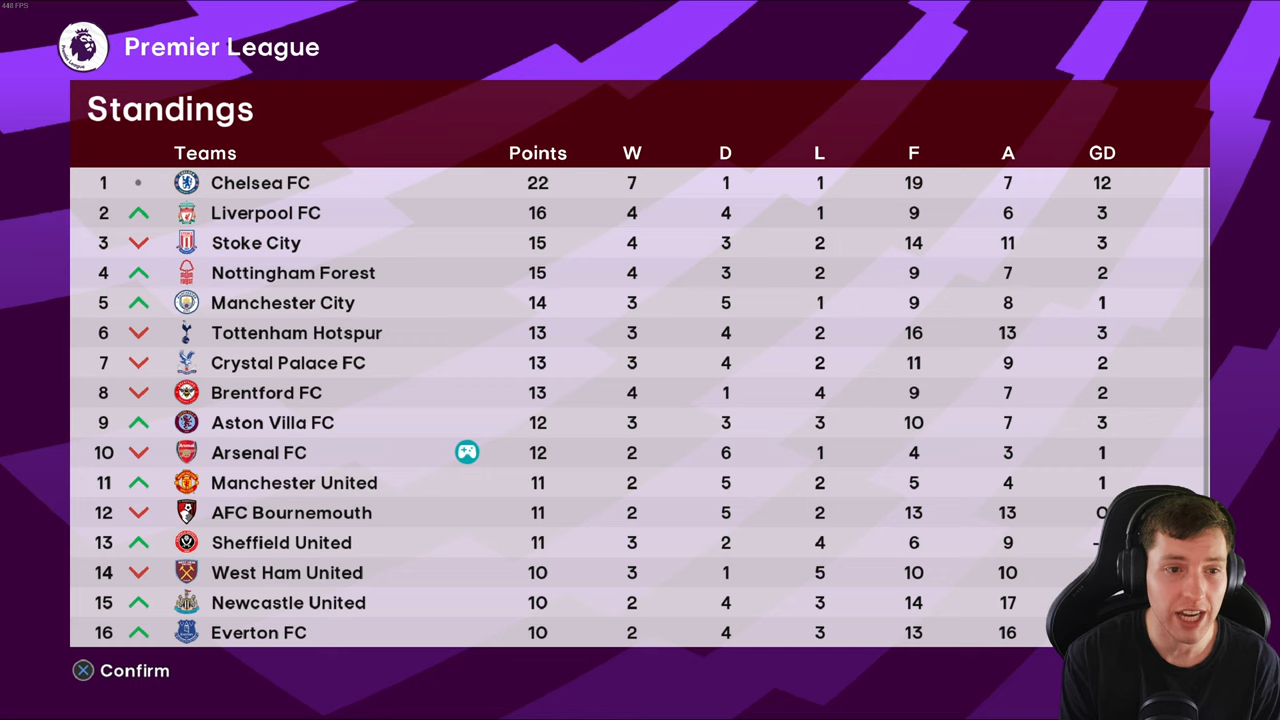 448 FPS
Premier League
Standings
Teams Points W D L F A GD
1 Chelsea FC 22 7 1 1 19 7 12
2 Liverpool FC 16 4 4 1 9 6 3
3 Stoke City 15 4 3 2 14 11 3
4 Nottingham Forest 15 4 3 2 9 7 2
5 Manchester City 14 3 5 1 9 8 1
6 Tottenham Hotspur 13 3 4 2 16 13 3
7 Crystal Palace FC 13 3 4 2 11 9 2
8 Brentford FC 13 4 1 4 9 7 2
9 Aston Villa FC 12 3 3 3 10 7 3
10 Arsenal FC 12 2 6 1 4 3 1
11 Manchester United 11 2 5 2 5 4 1
12 AFC Bournemouth 11 2 5 2 13 13 0
13 Sheffield United 11 3 2 4 6 9 -
14 West Ham United 10 3 1 5 10 10
15 Newcastle United 10 2 4 3 14 17
16 Everton FC 10 2 4 3 13 16
Confirm